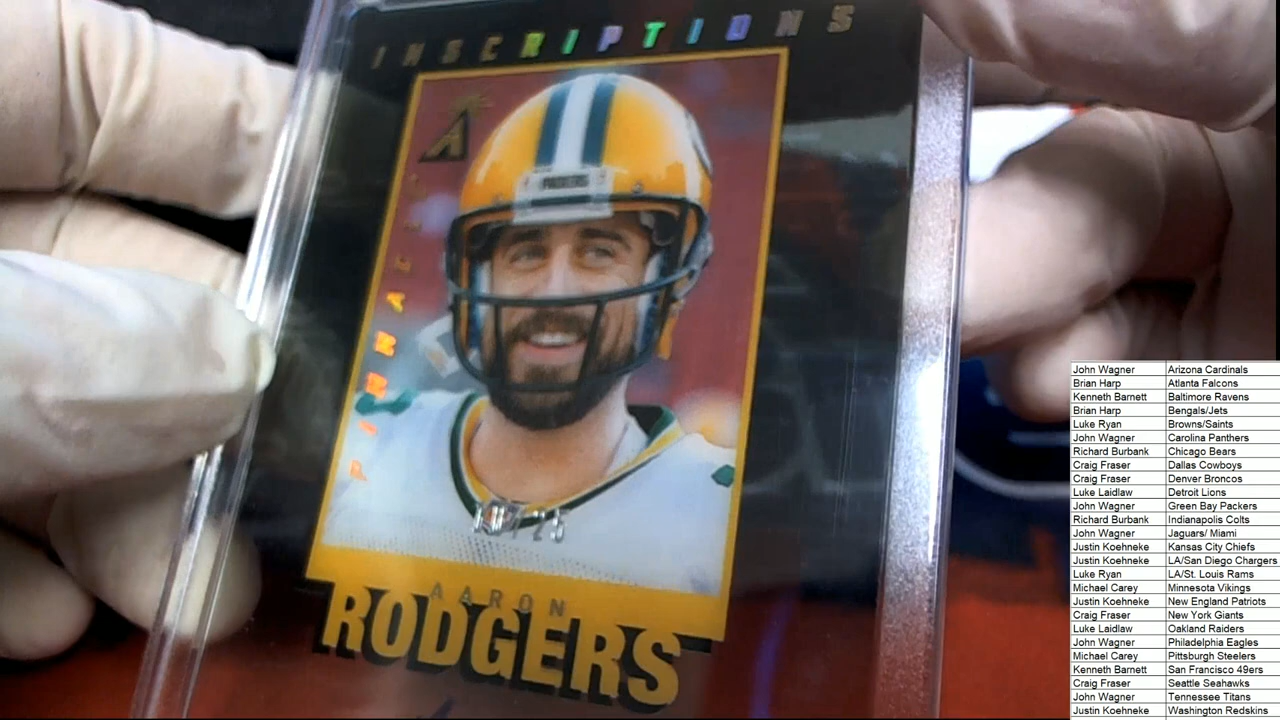 INSCRIPTIONS
PINNACLE
PACKERS
/25
AARON
RODGERS
John Wagner Arizona Cardinals
Brian Harp Atlanta Falcons
Kenneth Barnett Baltimore Ravens
Brian Harp Bengals/Jets
Luke Ryan Browns/Saints
John Wagner Carolina Panthers
Richard Burbank Chicago Bears
Craig Fraser Dallas Cowboys
Craig Fraser Denver Broncos
Luke Laidlaw Detroit Lions
John Wagner Green Bay Packers
Richard Burbank Indianapolis Colts
John Wagner Jaguars/ Miami
Justin Koehneke Kansas City Chiefs
Justin Koehneke LA/San Diego Chargers
Luke Ryan LA/St. Louis Rams
Michael Carey Minnesota Vikings
Justin Koehneke New England Patriots
Craig Fraser New York Giants
Luke Laidlaw Oakland Raiders
John Wagner Philadelphia Eagles
Michael Carey Pittsburgh Steelers
Kenneth Barnett San Francisco 49ers
Craig Fraser Seattle Seahawks
John Wagner Tennessee Titans
Justin Koehneke Washington Redskins